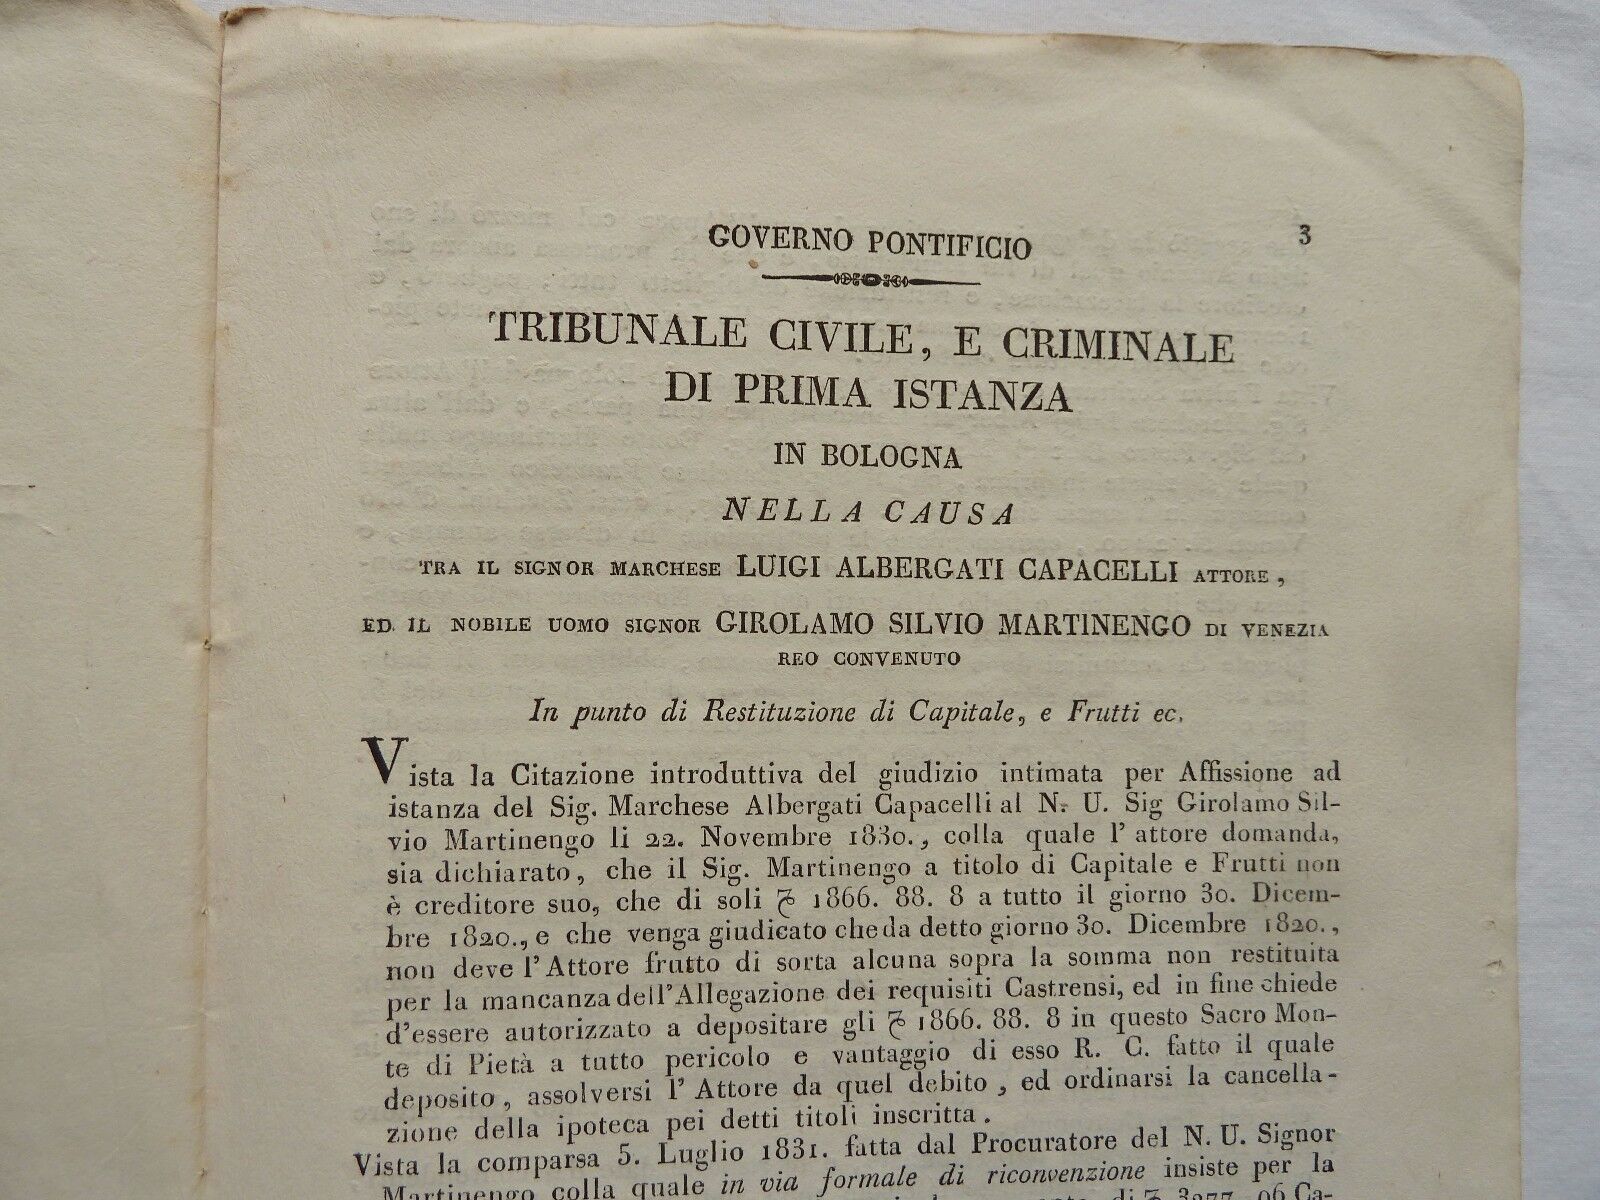 GOVERNO PONTIFICIO 3
TRIBUNALE CIVILE, E CRIMINALE
DI PRIMA ISTANZA
IN BOLOGNA
NELLA CAUSA
TRA IL SIGNOR MARCHESE LUIGI ALBERGATI CAPACELLI ATTORE,
ED. IL NOBILE UOMO SIGNOR GIROLAMO SILVIO MARTINENGO DI VENEZIA
REO CONVENUTO
In punto di Restituzione di Capitale, e Frutti ec.
Vista la Citazione introduttiva del giudizio intimata per Affissione ad
istanza del Sig. Marchese Albergati Capacelli al N. U. Sig Girolamo Sil-
vio Martinengo li 22. Novembre 1830., colla quale l'attore domanda,
sia dichiarato, che il Sig. Martinengo a titolo di Capitale e Frutti non
è creditore suo, che di soli 1866. 88. 8 a tutto il giorno 30. Dicem-
bre 1820., e che venga giudicato che da detto giorno 30. Dicembre 1820.,
non deve l'Attore frutto di sorta alcuna sopra la somma non restituita
per la mancanza dell'Allegazione dei requisiti Castrensi, ed in fine chiede
d'essere autorizzato a depositare gli 1866. 88. 8 in questo Sacro Mon-
te di Pietà a tutto pericolo e vantaggio di esso R. C. fatto il quale
deposito, assolversi l'Attore da quel debito, ed ordinarsi la cancella-
zione della ipoteca pei detti titoli inscritta.
Vista la comparsa 5. Luglio 1831. fatta dal Procuratore del N. U. Signor
Martinengo colla quale in via formale di riconvenzione insiste per la
di 3977. 96 Ca-